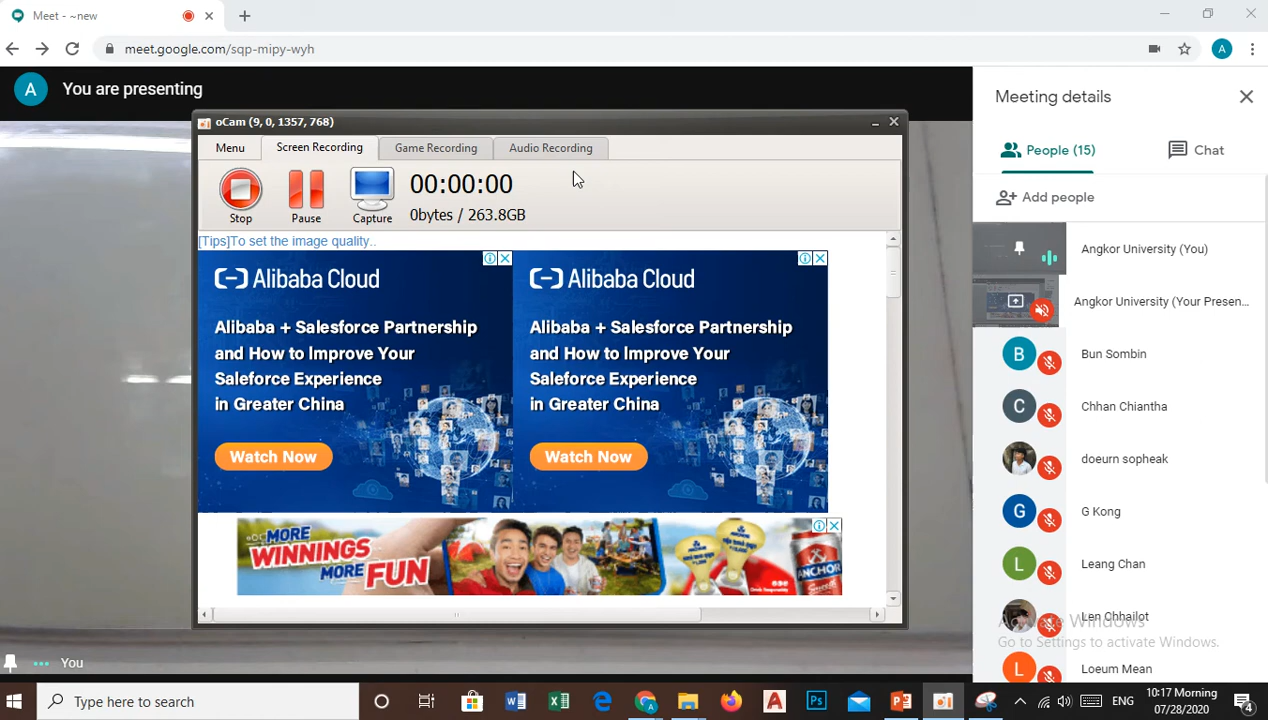 Meet - ~new
meet.google.com/sqp-mipy-wyh
A
A
You are presenting
Meeting details
oCam (9, 0, 1357, 768)
Menu
Screen Recording
Game Recording
Audio Recording
People (15)
Chat
Stop
Pause
Capture
00:00:00
0bytes / 263.8GB
Add people
[Tips]To set the image quality..
Angkor University (You)
Angkor University (Your Presen...
Bun Sombin
B
Chhan Chiantha
C
doeurn sopheak
G Kong
G
Leang Chan
L
Len Chhailot
Loeum Mean
L
Alibaba Cloud
Alibaba + Salesforce Partnership
and How to Improve Your
Saleforce Experience
in Greater China
Watch Now
Alibaba Cloud
Alibaba + Salesforce Partnership
and How to Improve Your
Saleforce Experience
in Greater China
Watch Now
MORE
WINNINGS
MORE FUN
ANCHOR
Activate Windows
Go to Settings to activate Windows.
You
Type here to search
ENG
10:17 Morning
07/28/2020
4